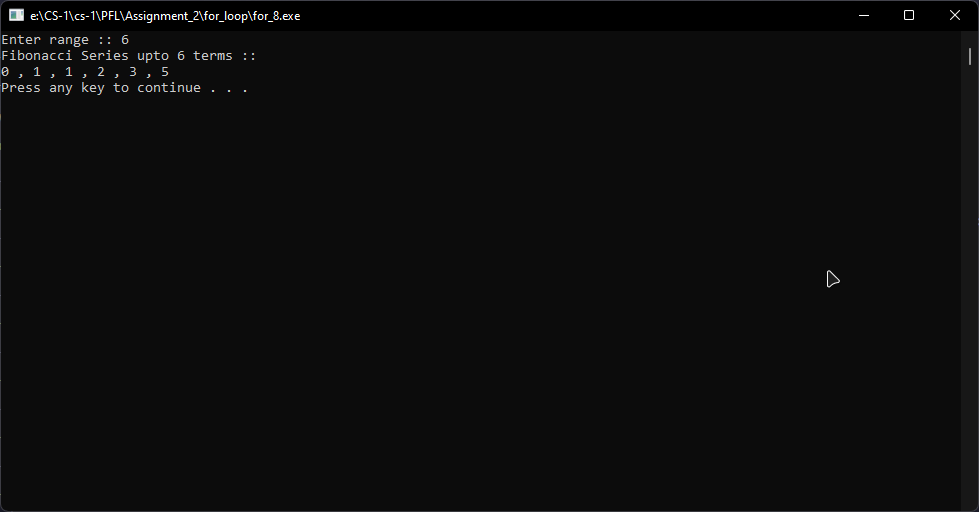 e:\CS-1\cs-1\PFL\Assignment_2\for_loop\for_8.exe
Enter range :: 6
Fibonacci Series upto 6 terms ::
0 , 1 , 1 , 2 , 3 , 5
Press any key to continue . . .